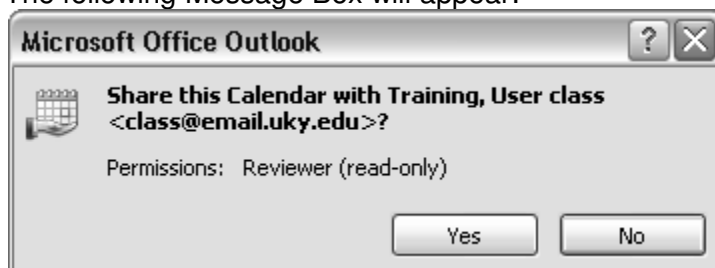 The following Message Box will appear:
Microsoft Office Outlook
Share this Calendar with Training, User class
<class@email.uky.edu>?
Permissions: Reviewer (read-only)
Yes No